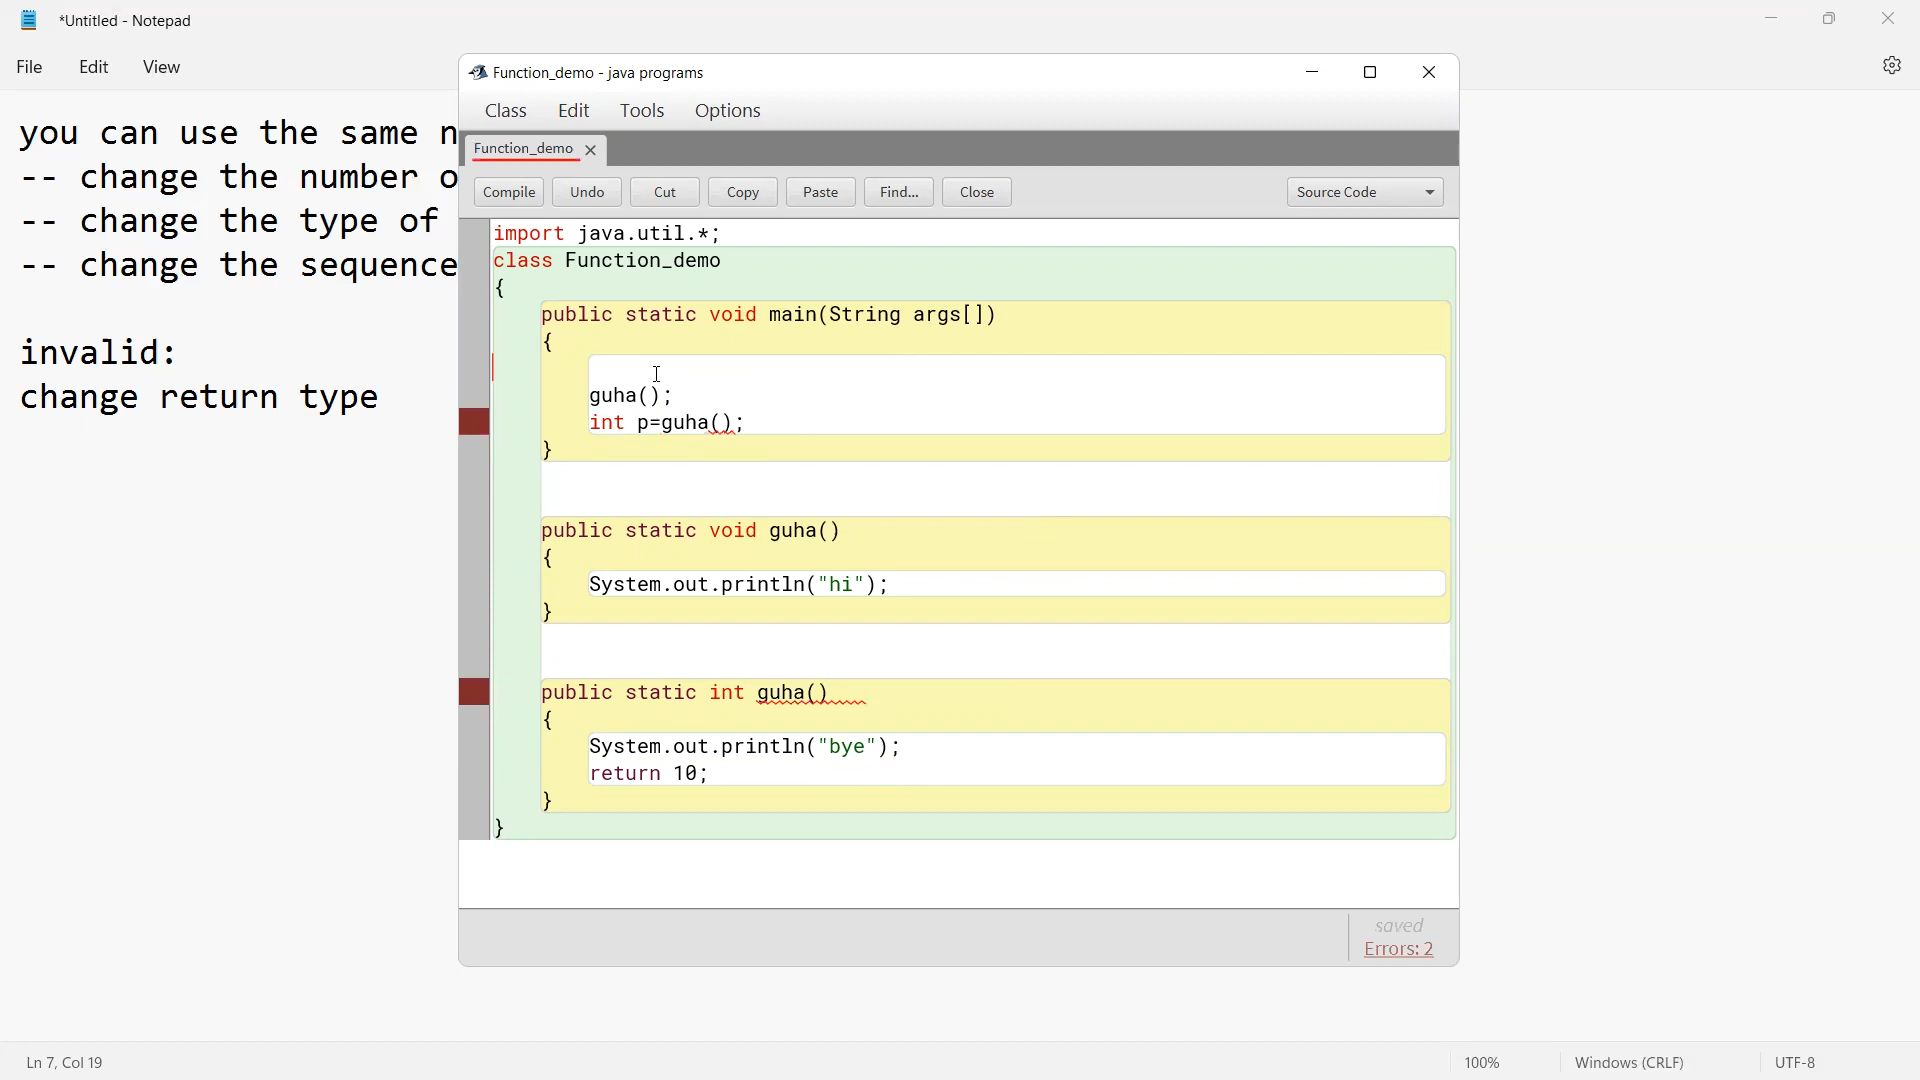 *Untitled - Notepad
File Edit View
you can use the same n
-- change the number o
-- change the type of
-- change the sequence
invalid:
change return type
Function_demo - java programs
Class Edit Tools Options
Function_demo
Compile Undo Cut Copy Paste Find... Close Source Code
import java.util.*;
class Function_demo
{
public static void main(String args[])
{
guha();
int p=guha();
}
public static void guha()
{
System.out.println("hi");
}
public static int guha()
{
System.out.println("bye");
return 10;
}
}
saved
Errors: 2
Ln 7, Col 19 100% Windows (CRLF) UTF-8